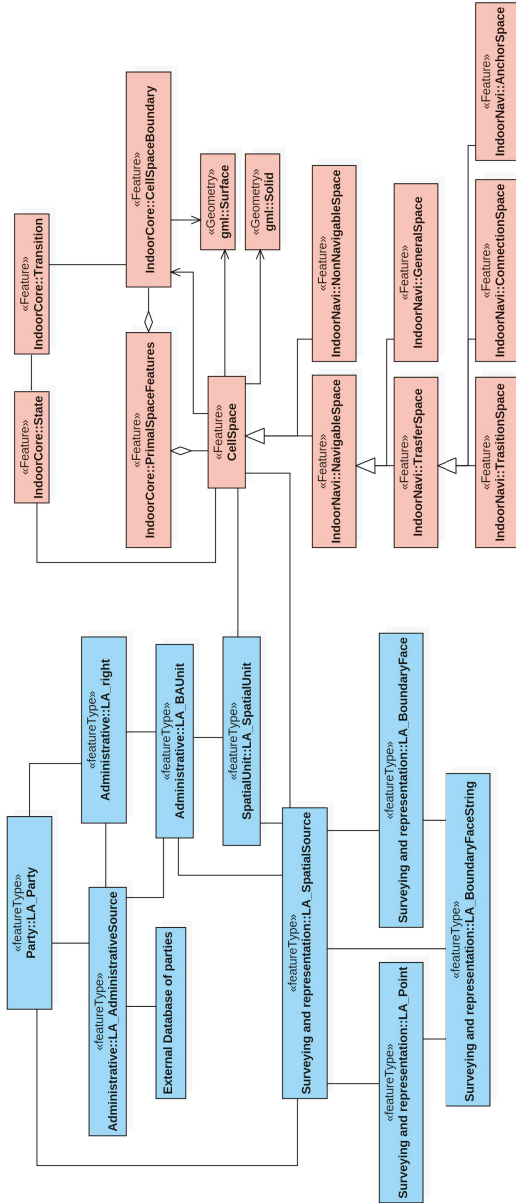 «featureType»
Party::LA_Party
«featureType»
Administrative::LA_right
«featureType»
Administrative::LA_AdministrativeSource
«featureType»
Administrative::LA_BAUnit
External Database of parties
«featureType»
SpatialUnit::LA_SpatialUnit
«featureType»
Surveying and representation::LA_SpatialSource
«featureType»
Surveying and representation::LA_Point
«featureType»
Surveying and representation::LA_BoundaryFace
«featureType»
Surveying and representation::LA_BoundaryFaceString
«Feature»
IndoorCore::State
«Feature»
IndoorCore::Transition
«Feature»
IndoorCore::PrimalSpaceFeatures
«Feature»
IndoorCore::CellSpaceBoundary
«Feature»
CellSpace
«Geometry»
gml::Surface
«Geometry»
gml::Solid
«Feature»
IndoorNavi::NavigableSpace
«Feature»
IndoorNavi::NonNavigableSpace
«Feature»
IndoorNavi::TrasferSpace
«Feature»
IndoorNavi::GeneralSpace
«Feature»
IndoorNavi::TrasitionSpace
«Feature»
IndoorNavi::ConnectionSpace
«Feature»
IndoorNavi::AnchorSpace